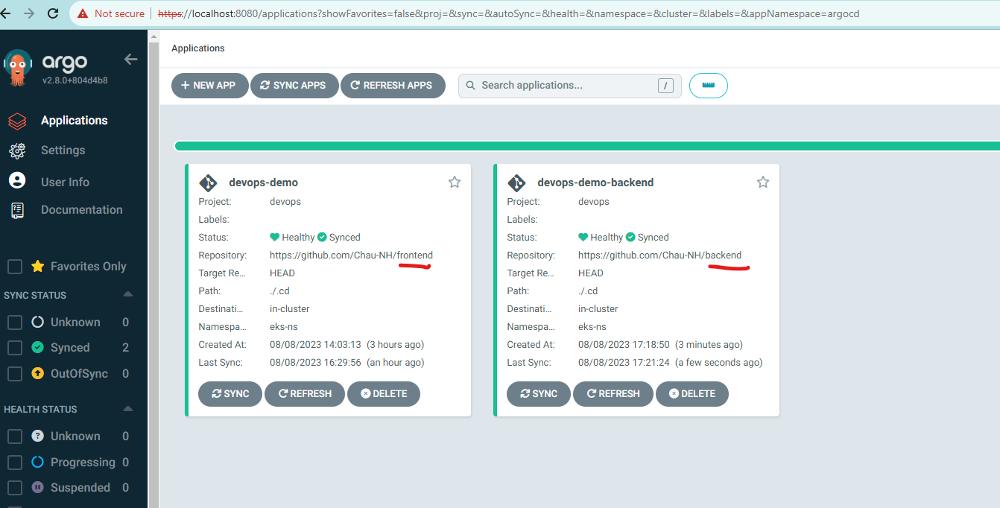 Not secure https://localhost:8080/applications?showFavorites=false&proj=&sync=&autoSync=&health=&namespace=&cluster=&labels=&appNamespace=argocd
argo
v2.8.0+804d4b8
Applications
Settings
User Info
Documentation
Favorites Only
SYNC STATUS
Unknown 0
Synced 2
OutOfSync 0
HEALTH STATUS
Unknown 0
Progressing 0
Suspended 0
Applications
NEW APP SYNC APPS REFRESH APPS Search applications... /
devops-demo
Project: devops
Labels:
Status: Healthy Synced
Repository: https://github.com/Chau-NH/frontend
Target Re... HEAD
Path: ./.cd
Destinati... in-cluster
Namespa... eks-ns
Created At: 08/08/2023 14:03:13 (3 hours ago)
Last Sync: 08/08/2023 16:29:56 (an hour ago)
SYNC REFRESH DELETE
devops-demo-backend
Project: devops
Labels:
Status: Healthy Synced
Repository: https://github.com/Chau-NH/backend
Target Re... HEAD
Path: ./.cd
Destinati... in-cluster
Namespa... eks-ns
Created At: 08/08/2023 17:18:50 (3 minutes ago)
Last Sync: 08/08/2023 17:21:24 (a few seconds ago)
SYNC REFRESH DELETE